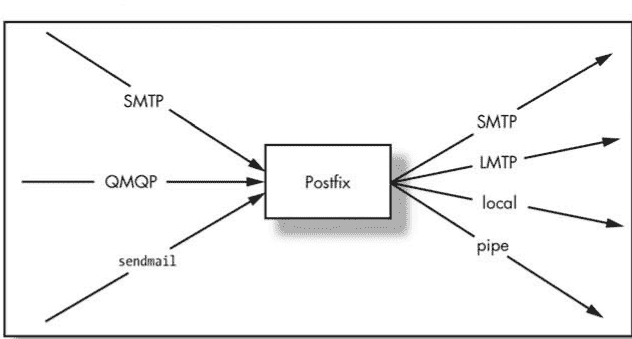 SMTP
QMQP
sendmail
Postfix
SMTP
LMTP
local
pipe